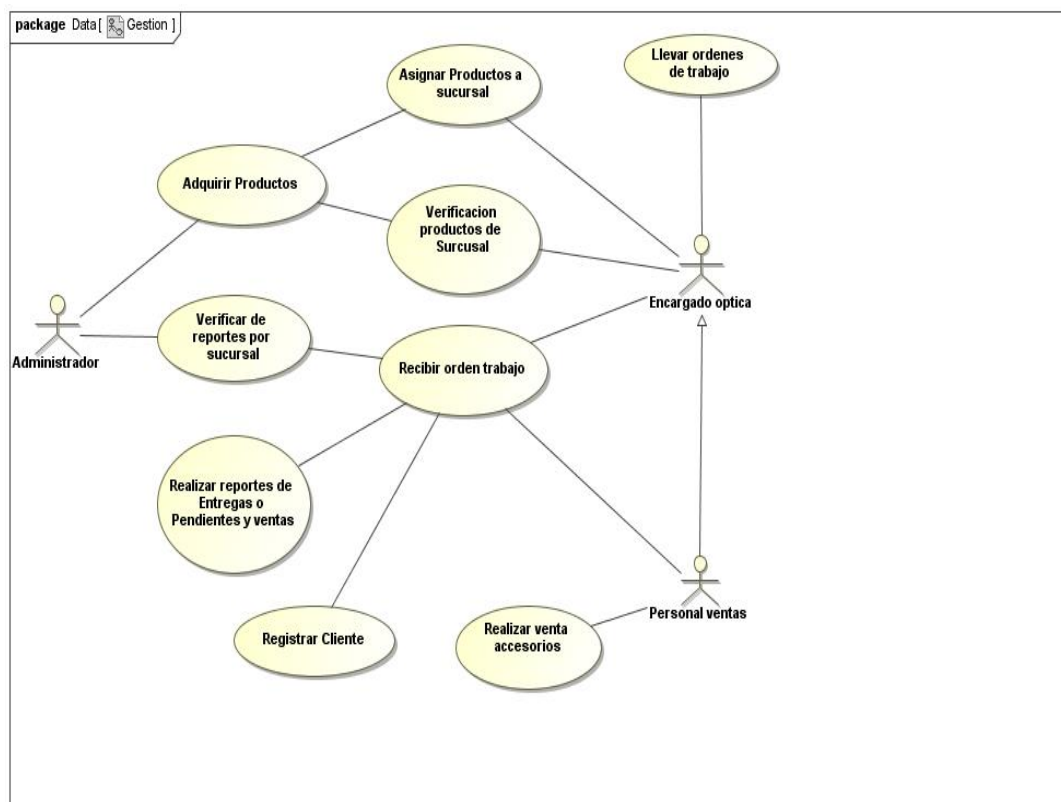 package Data [ Gestion ]
Llevar ordenes
de trabajo
Asignar Productos a
sucursal
Adquirir Productos
Verificacion
productos de
Surcusal
Encargado optica
Verificar de
reportes por
sucursal
Administrador
Recibir orden trabajo
Realizar reportes de
Entregas o
Pendientes y ventas
Personal ventas
Registrar Cliente
Realizar venta
accesorios